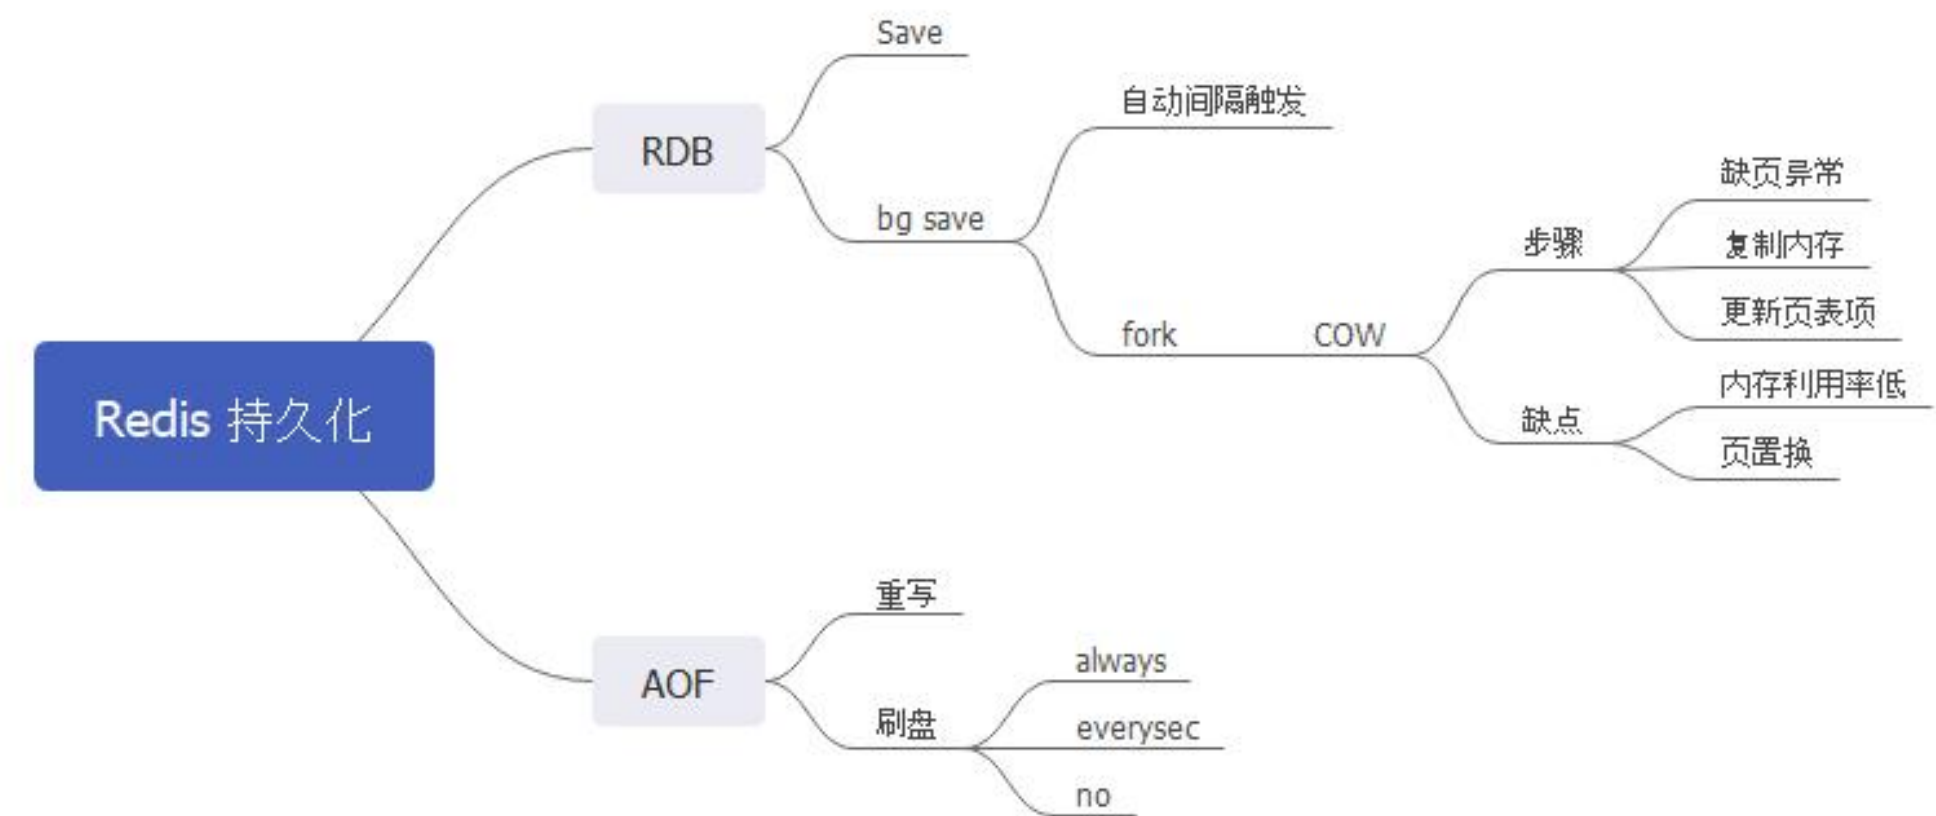 Redis 持久化
RDB
Save
bg save
自动间隔触发
fork
COW
步骤
缺页异常
复制内存
更新页表项
缺点
内存利用率低
页置换
AOF
重写
刷盘
always
everysec
no